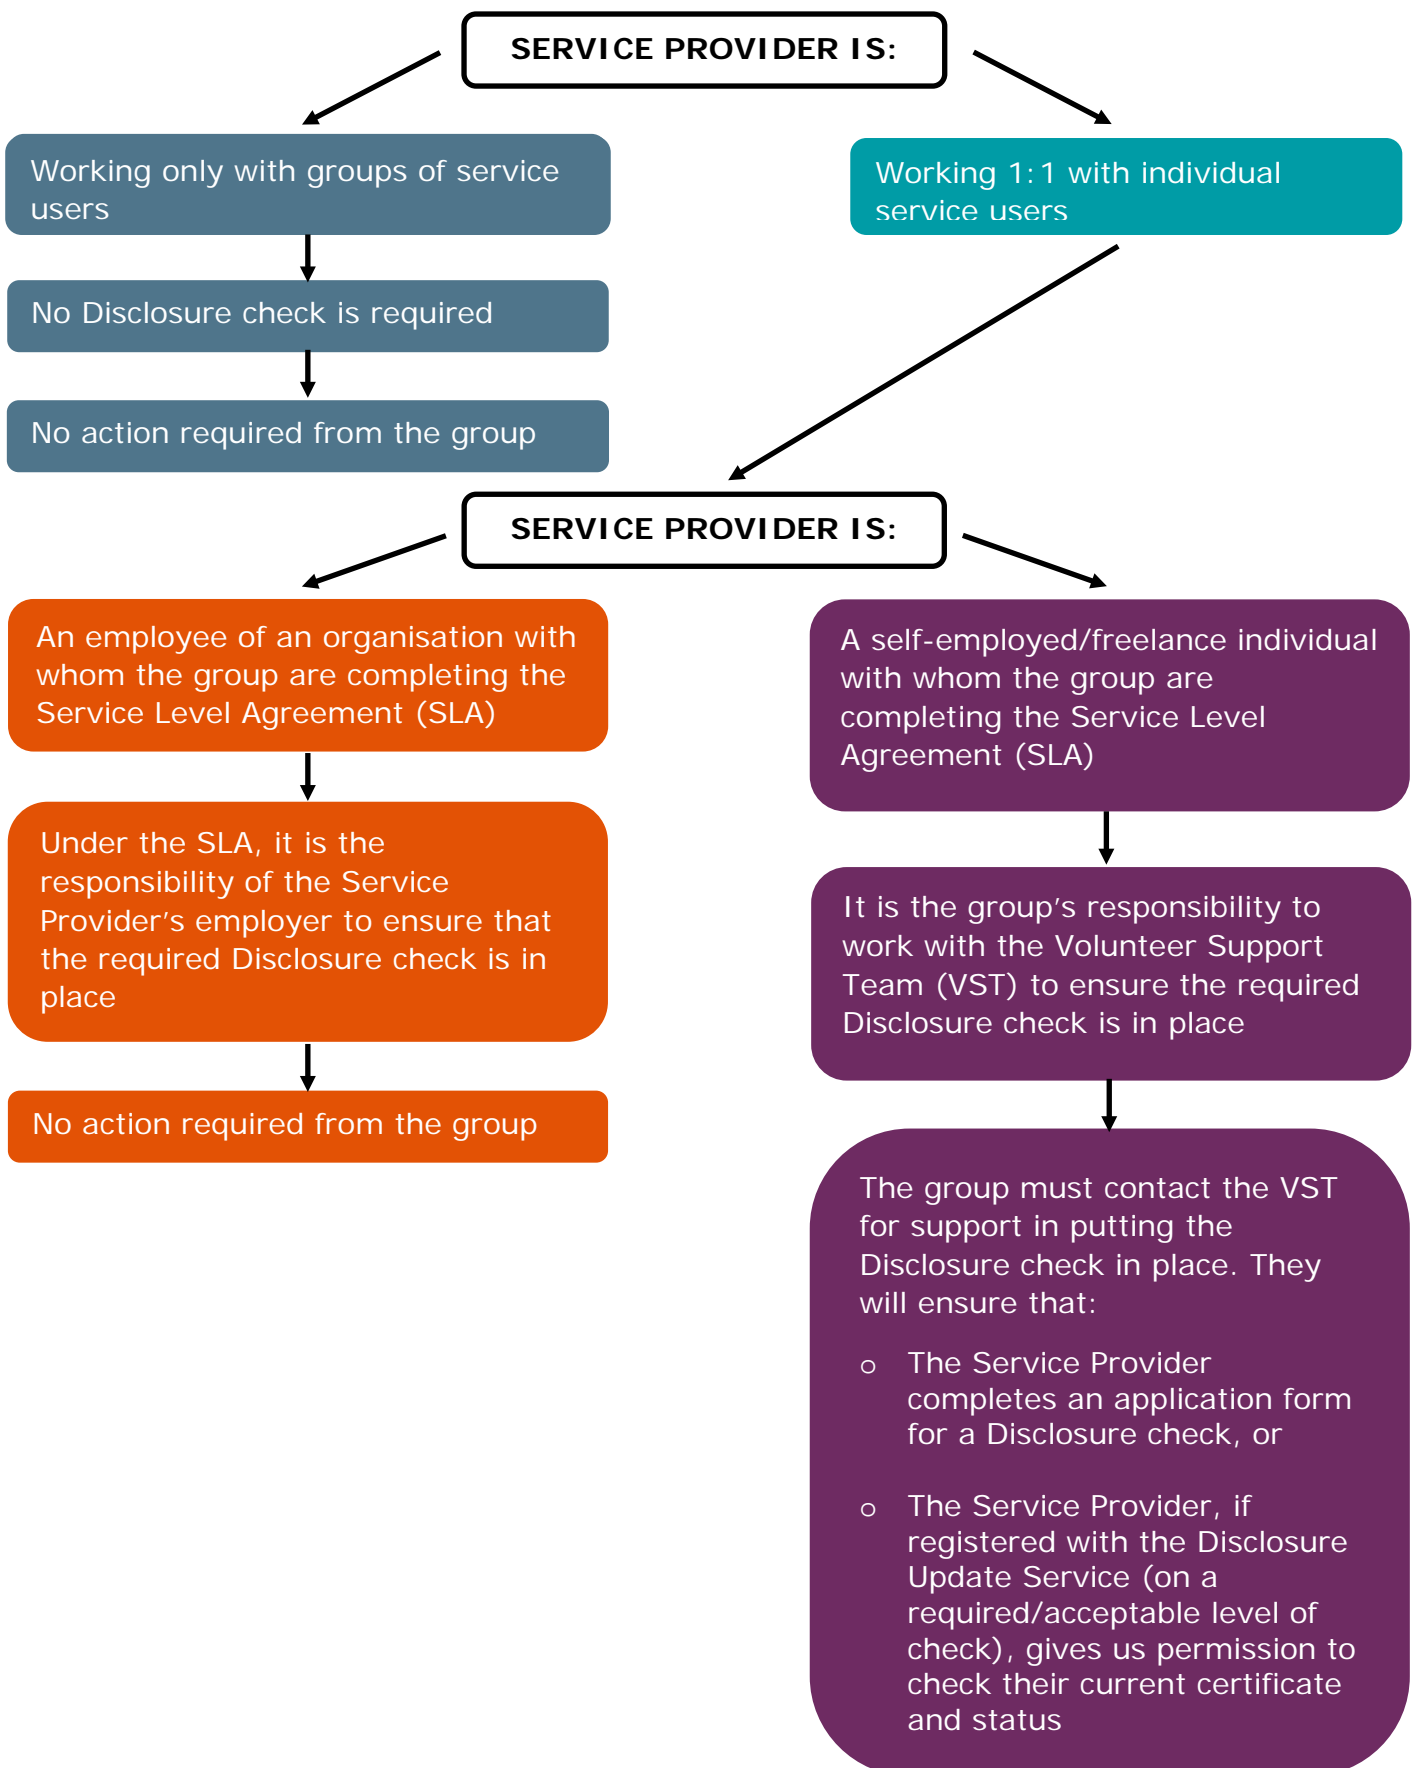 SERVICE PROVIDER IS:
Working only with groups of service
users
Working 1:1 with individual
service users
No Disclosure check is required
No action required from the group
SERVICE PROVIDER IS:
An employee of an organisation with
whom the group are completing the
Service Level Agreement (SLA)
Under the SLA, it is the
responsibility of the Service
Provider’s employer to ensure that
the required Disclosure check is in
place
No action required from the group
A self-employed/freelance individual
with whom the group are
completing the Service Level
Agreement (SLA)
It is the group’s responsibility to
work with the Volunteer Support
Team (VST) to ensure the required
Disclosure check is in place
The group must contact the VST
for support in putting the
Disclosure check in place. They
will ensure that:
o The Service Provider
completes an application form
for a Disclosure check, or
o The Service Provider, if
registered with the Disclosure
Update Service (on a
required/acceptable level of
check), gives us permission to
check their current certificate
and status